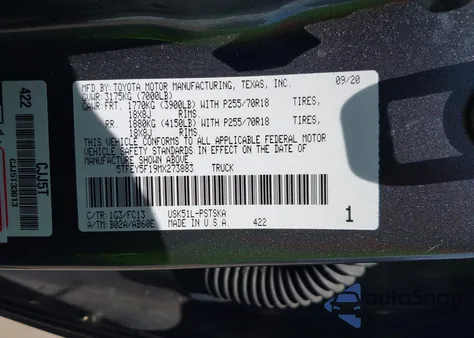 MFD. BY: TOYOTA MOTOR MANUFACTURING, TEXAS, INC. 09/20
GVWR: 3175KG (7000LB)
GAWR: FRT. 1770KG (3900LB) WITH P255/70R18 TIRES,
18X8J RIMS
RR. 1880KG (4150LB) WITH P255/70R18 TIRES,
18X8J RIMS
THIS VEHICLE CONFORMS TO ALL APPLICABLE FEDERAL MOTOR
VEHICLE SAFETY STANDARDS IN EFFECT ON THE DATE OF
MANUFACTURE SHOWN ABOVE.
5TFEY5F19MX273883 TRUCK
C/TR: 1G3/FC13 USK51L-PSTSKA
A/TM: B02A/AB60E MADE IN U.S.A. 422
1
422
CJJ5T
AutoSnap